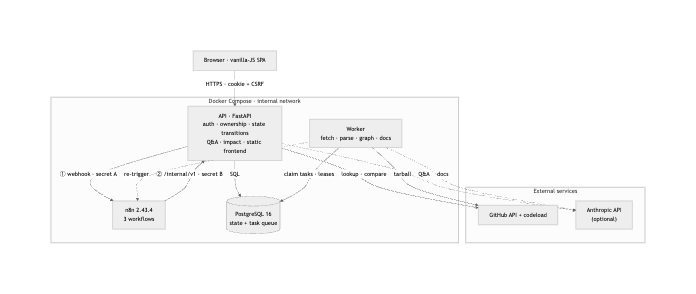 Browser · vanilla-JS SPA
HTTPS · cookie + CSRF
Docker Compose · internal network
API · FastAPI
auth · ownership · state
transitions
Q&A · impact · static
frontend
Worker
fetch · parse · graph · docs
① webhook · secret A
re-trigger
② /internal/v1 · secret B
SQL
claim tasks · leases
lookup · compare
tarball
Q&A
docs
External services
n8n 2.43.4
3 workflows
PostgreSQL 16
state + task queue
GitHub API + codeload
Anthropic API
(optional)